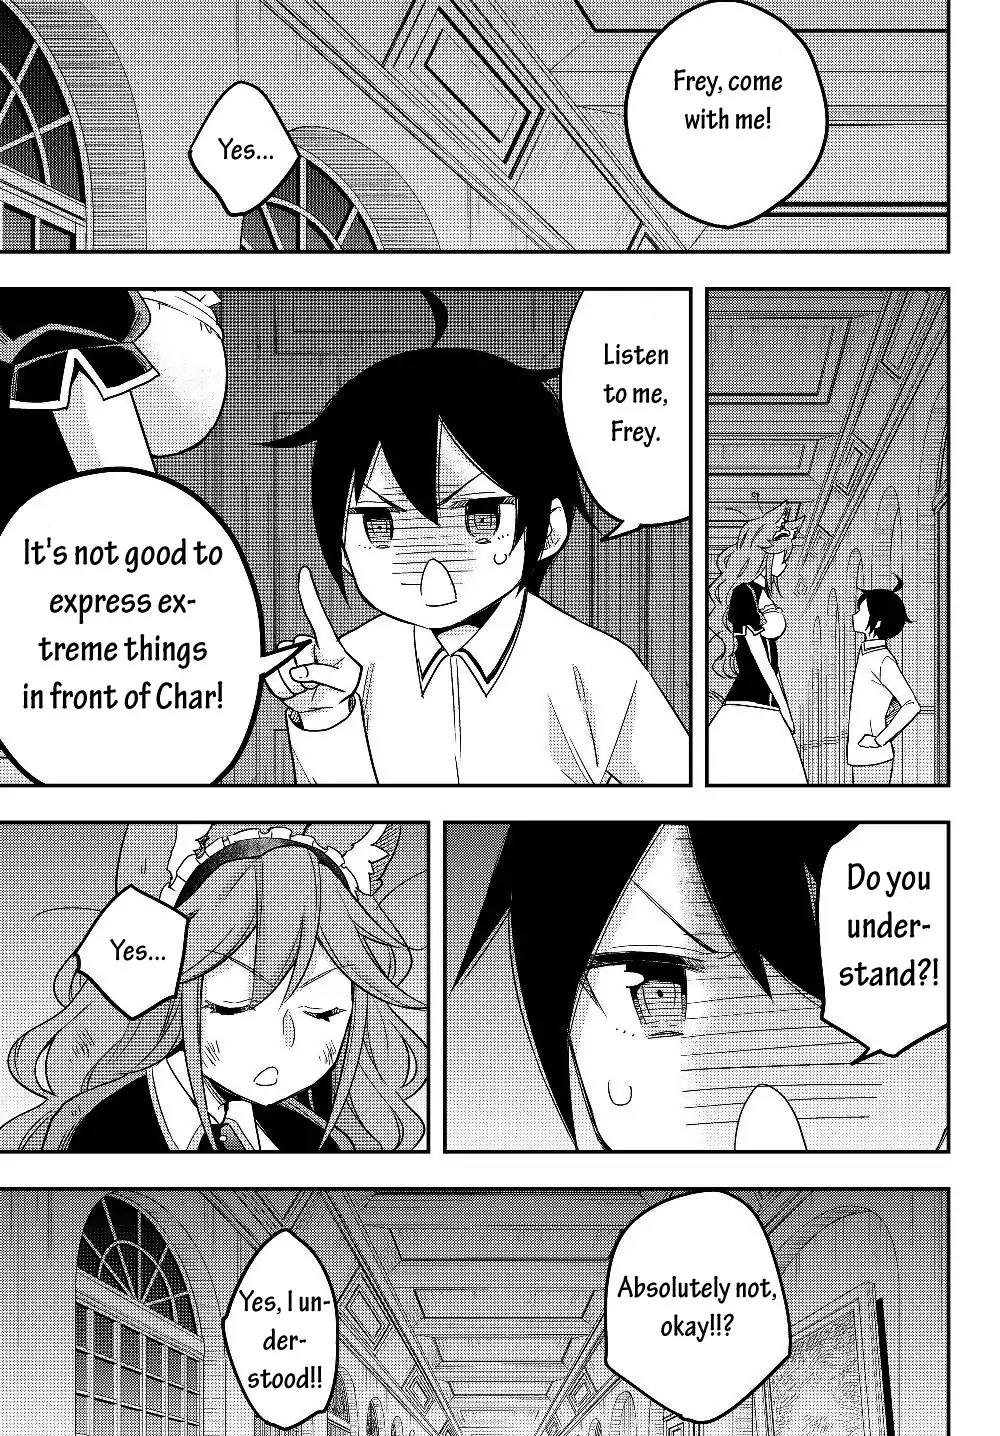 Frey, come
with me!
Yes...
Listen
to me,
Frey.
It's not good to
express ex-
treme things
in front of Char!
Do you
under-
stand?!
Yes...
Absolutely not,
okay!!?
Yes, I un-
der-
stood!!